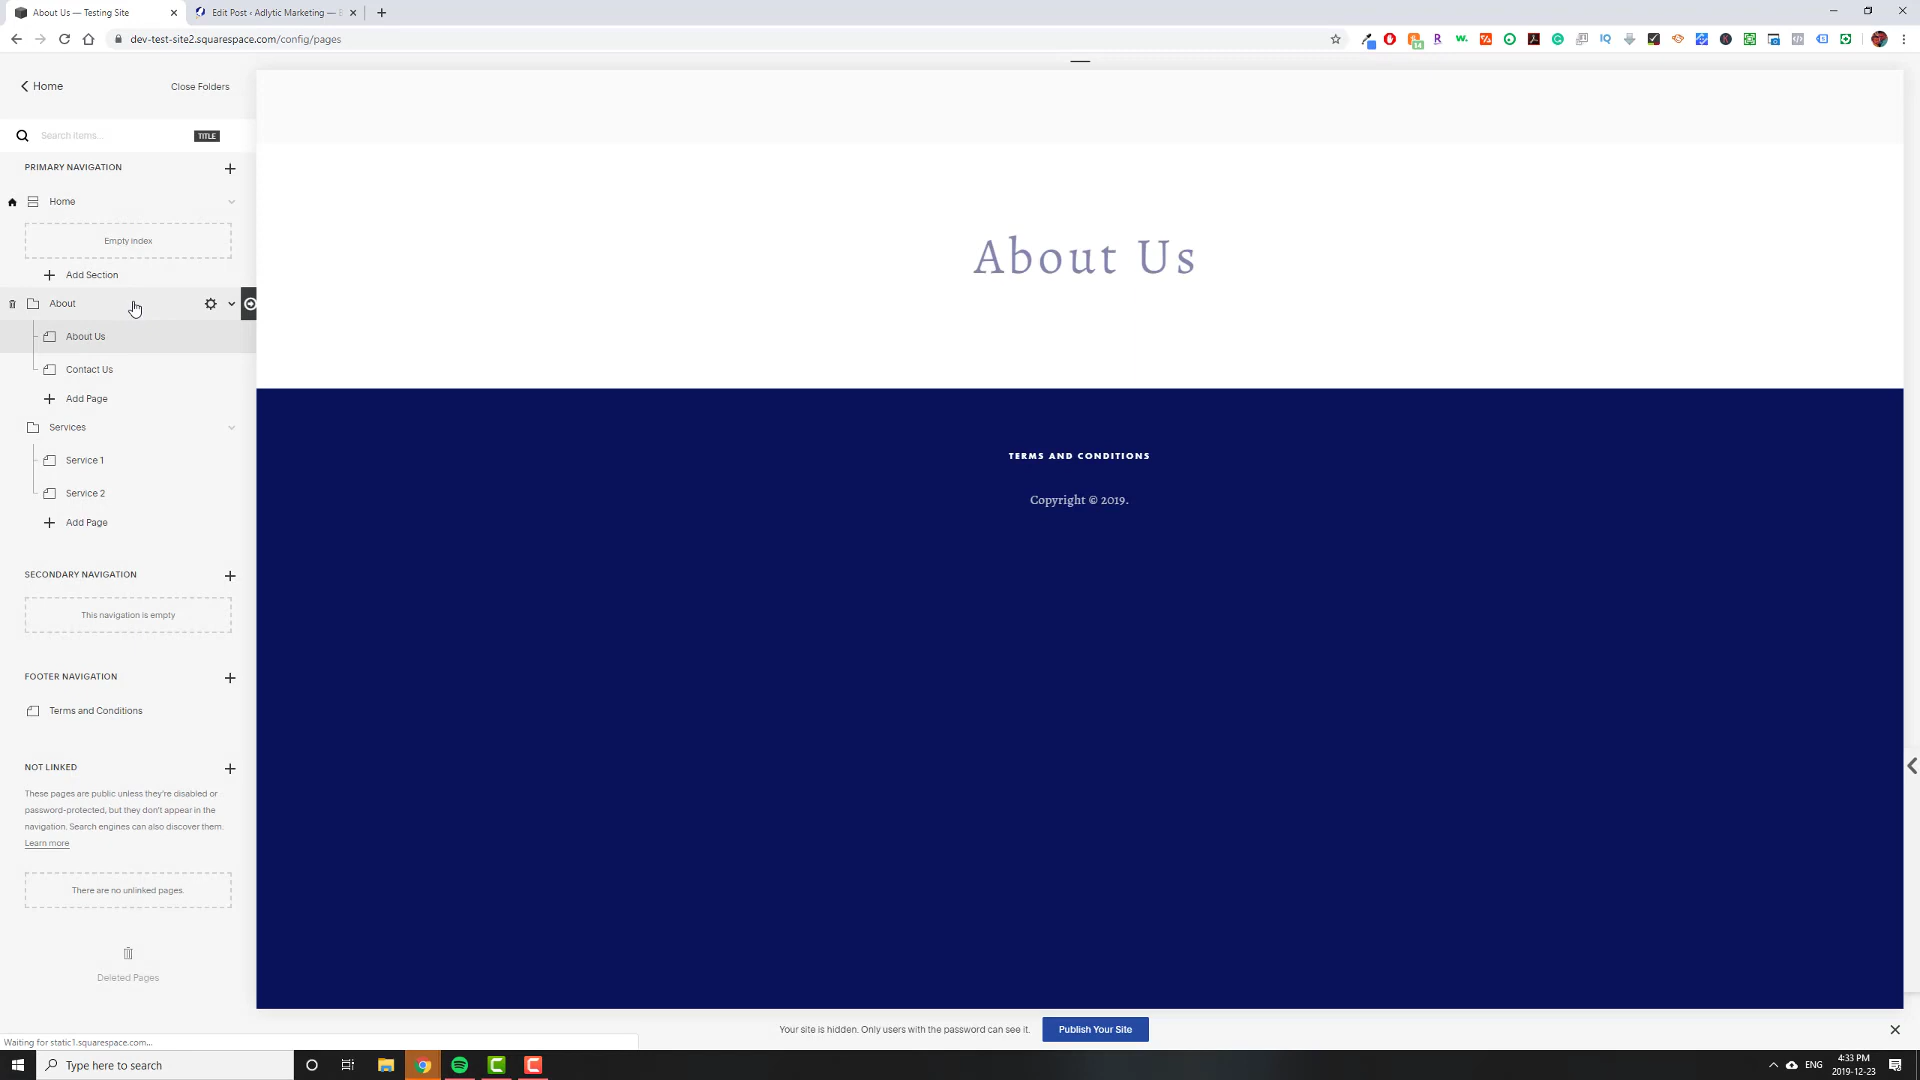 About Us — Testing Site
Edit Post ‹ Adlytic Marketing —
dev-test-site2.squarespace.com/config/pages
Home
Close Folders
Search items...
TITLE
PRIMARY NAVIGATION
Home
Empty index
Add Section
About
About Us
Contact Us
Add Page
Services
Service 1
Service 2
Add Page
SECONDARY NAVIGATION
This navigation is empty
FOOTER NAVIGATION
Terms and Conditions
NOT LINKED
These pages are public unless they're disabled or
password-protected, but they don't appear in the
navigation. Search engines can also discover them.
Learn more
There are no unlinked pages.
Deleted Pages
About Us
TERMS AND CONDITIONS
Copyright © 2019.
Your site is hidden. Only users with the password can see it.
Publish Your Site
Waiting for static1.squarespace.com...
Type here to search
ENG
4:33 PM
2019-12-23